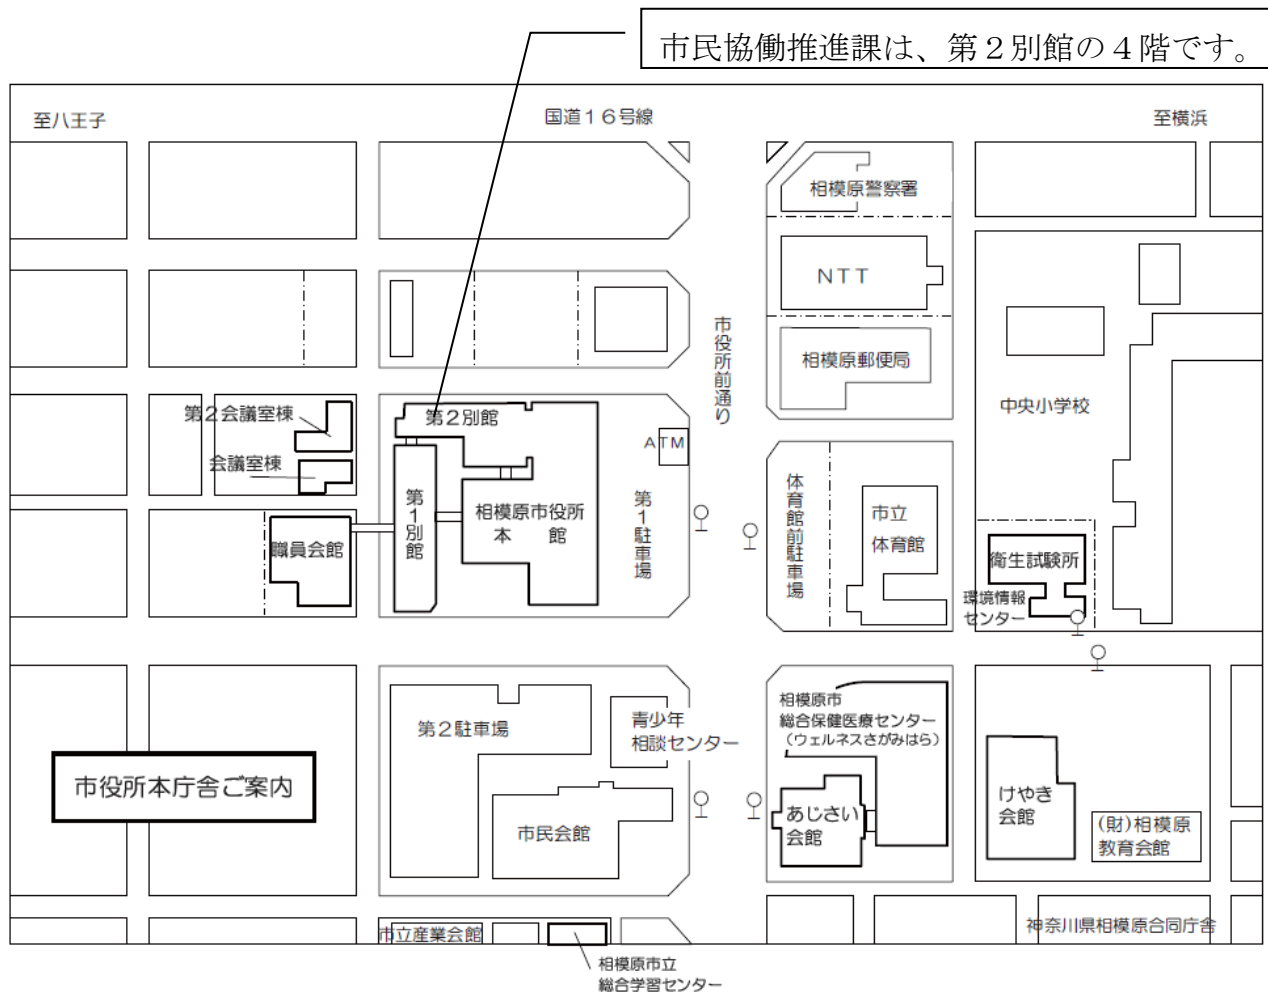 市民協働推進課は、第２別館の４階です。
至八王子
国道１６号線
至横浜
相模原警察署
ＮＴＴ
市役所前通り
相模原郵便局
中央小学校
第２会議室棟
会議室棟
第２別館
ＡＴＭ
第１別館
相模原市役所
本　館
第１駐車場
体育館前駐車場
市立
体育館
職員会館
衛生試験所
環境情報
センター
第２駐車場
青少年
相談センター
相模原市
総合保健医療センター
（ウェルネスさがみはら）
市役所本庁舎ご案内
市民会館
あじさい
会館
けやき
会館
(財)相模原
教育会館
市立産業会館
神奈川県相模原合同庁舎
相模原市立
総合学習センター